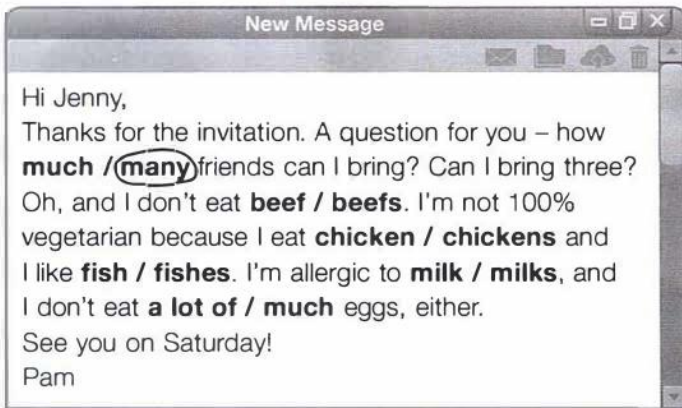 New Message
Hi Jenny,
Thanks for the invitation. A question for you – how
much / many friends can I bring? Can I bring three?
Oh, and I don't eat beef / beefs. I'm not 100%
vegetarian because I eat chicken / chickens and
I like fish / fishes. I'm allergic to milk / milks, and
I don't eat a lot of / much eggs, either.
See you on Saturday!
Pam